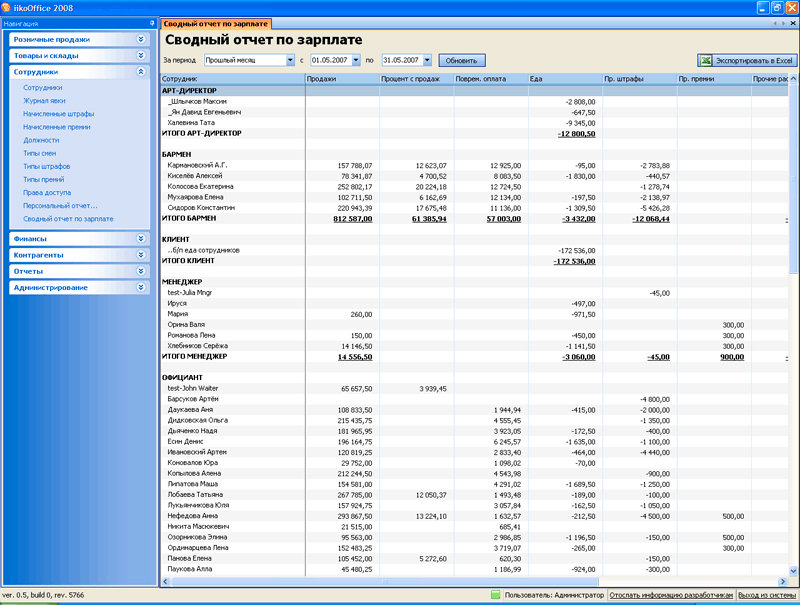 iikoOffice 2008
Навигация
Сводный отчет по зарплате
Розничные продажи
Товары и склады
Сотрудники
Сотрудники
Журнал явки
Начисленные штрафы
Начисленные премии
Должности
Типы смен
Типы штрафов
Типы премий
Права доступа
Персональный отчет...
Сводный отчет по зарплате
Финансы
Контрагенты
Отчеты
Администрирование
Сводный отчет по зарплате
За период Прошлый месяц с 01.05.2007 по 31.05.2007 Обновить Экспортировать в Excel
Сотрудник Продажи Процент с продаж Поврем. оплата Еда Пр. штрафы Пр. премии Прочие рас
АРТ-ДИРЕКТОР
_Шлычков Максим -2 808,00
_Ян Давид Евгеньевич -647,50
Халевина Тата -9 345,00
ИТОГО АРТ-ДИРЕКТОР -12 800,50
БАРМЕН
Кармановский А.Г. 157 788,07 12 623,07 12 925,00 -95,00 -2 783,88
Киселёв Алексей 78 341,87 4 700,52 8 083,50 -1 830,00 -440,57
Колосова Екатерина 252 802,17 20 224,18 12 724,50 -1 278,74
Мухаярова Елена 102 711,50 6 162,69 12 134,00 -197,50 -2 138,97
Сидоров Константин 220 943,39 17 675,48 11 136,00 -1 309,50 -5 426,28
ИТОГО БАРМЕН 812 587,00 61 385,94 57 003,00 -3 432,00 -12 068,44
КЛИЕНТ
..б/п еда сотрудников -172 536,00
ИТОГО КЛИЕНТ -172 536,00
МЕНЕДЖЕР
test-Julia Mngr -45,00
Ируся -497,00
Мария 260,00 -971,50
Орина Валя 300,00
Романова Лена 150,00 -450,00 300,00
Хлебников Серёжа 14 146,50 -1 141,50 300,00
ИТОГО МЕНЕДЖЕР 14 556,50 -3 060,00 -45,00 900,00
ОФИЦИАНТ
test-John Waiter 65 657,50 3 939,45
Барсуков Артём -4 800,00
Даукаева Аня 108 833,50 1 944,94 -415,00 -2 000,00
Дидковская Ольга 215 435,75 4 555,45 -1 350,00
Дьяченко Надя 181 965,95 3 923,05 -172,50 -400,00
Есин Денис 196 164,75 6 245,57 -1 635,00 -1 100,00
Ивановский Артем 120 819,25 2 833,40 -464,00 -4 440,00
Коновалов Юра 29 752,00 1 098,02 -70,00
Копылова Алена 212 244,50 4 543,98 -900,00
Липатова Маша 154 581,00 4 291,02 -1 689,50 -1 250,00
Лобаева Татьяна 267 785,00 12 050,37 1 493,48 -189,00 -100,00
Лукьянчикова Юля 157 924,75 3 057,84 -162,50 -1 050,00
Нефедова Анна 293 867,50 13 224,10 1 632,57 -212,50 -4 500,00 500,00
Никита Масюкевич 21 515,00 685,41
Озорникова Элина 95 563,00 2 986,85 -1 196,50 -150,00 500,00
Ординарцева Лена 152 483,25 3 719,07 -265,00 300,00
Панова Елена 105 452,00 5 272,60 620,30 -150,00
Паукова Алла 45 480,25 1 186,99 -924,00 -300,00
ver. 0.5, build 0, rev. 5766 Пользователь: Администратор Отослать информацию разработчикам Выход из системы